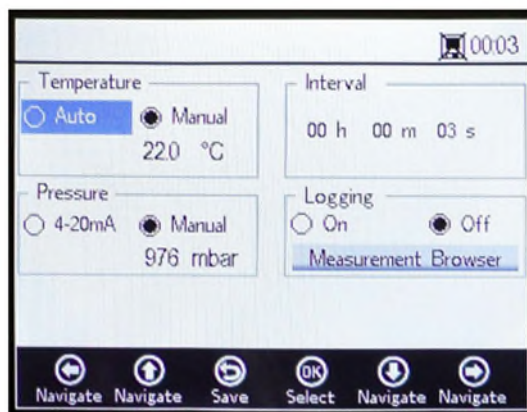 00:03
Temperature
Auto Manual
22.0 °C
Interval
00 h 00 m 03 s
Pressure
4-20mA Manual
976 mbar
Logging
On Off
Measurement Browser
OK
Navigate Navigate Save Select Navigate Navigate